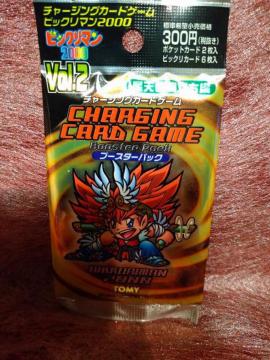 チャージングカードゲーム
ビックリマン2000
標準希望小売価格
300円(税抜き)
ポケットカード2枚入
ビックリカード6枚入
ビックリマン
2000
Vol.2
チャージングカードゲーム
CHARGING
CARD GAME
Booster Pack
ブースターパック
BIKKURIMAN
2000
TOMY